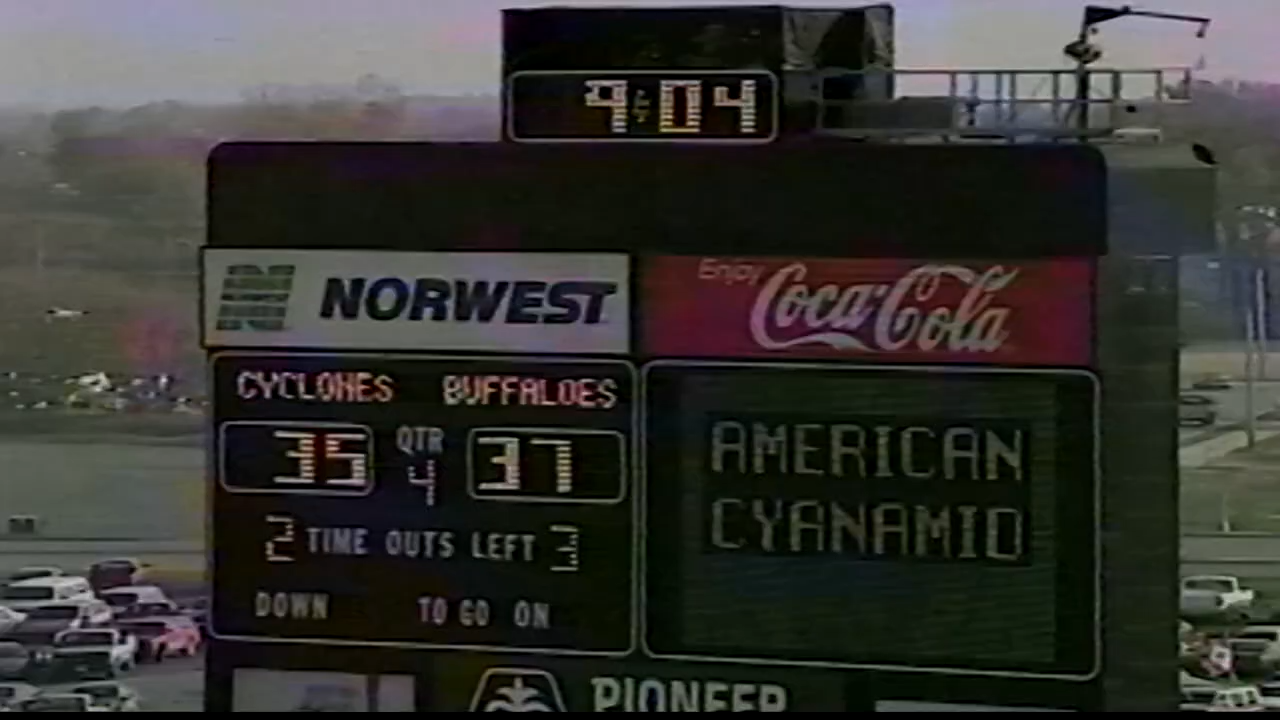 9:04
NORWEST
Enjoy
Coca-Cola
CYCLONES BUFFALOES
35 QTR 37
4
2 TIME OUTS LEFT 3
DOWN TO GO ON
AMERICAN
CYANAMID
PIONEER